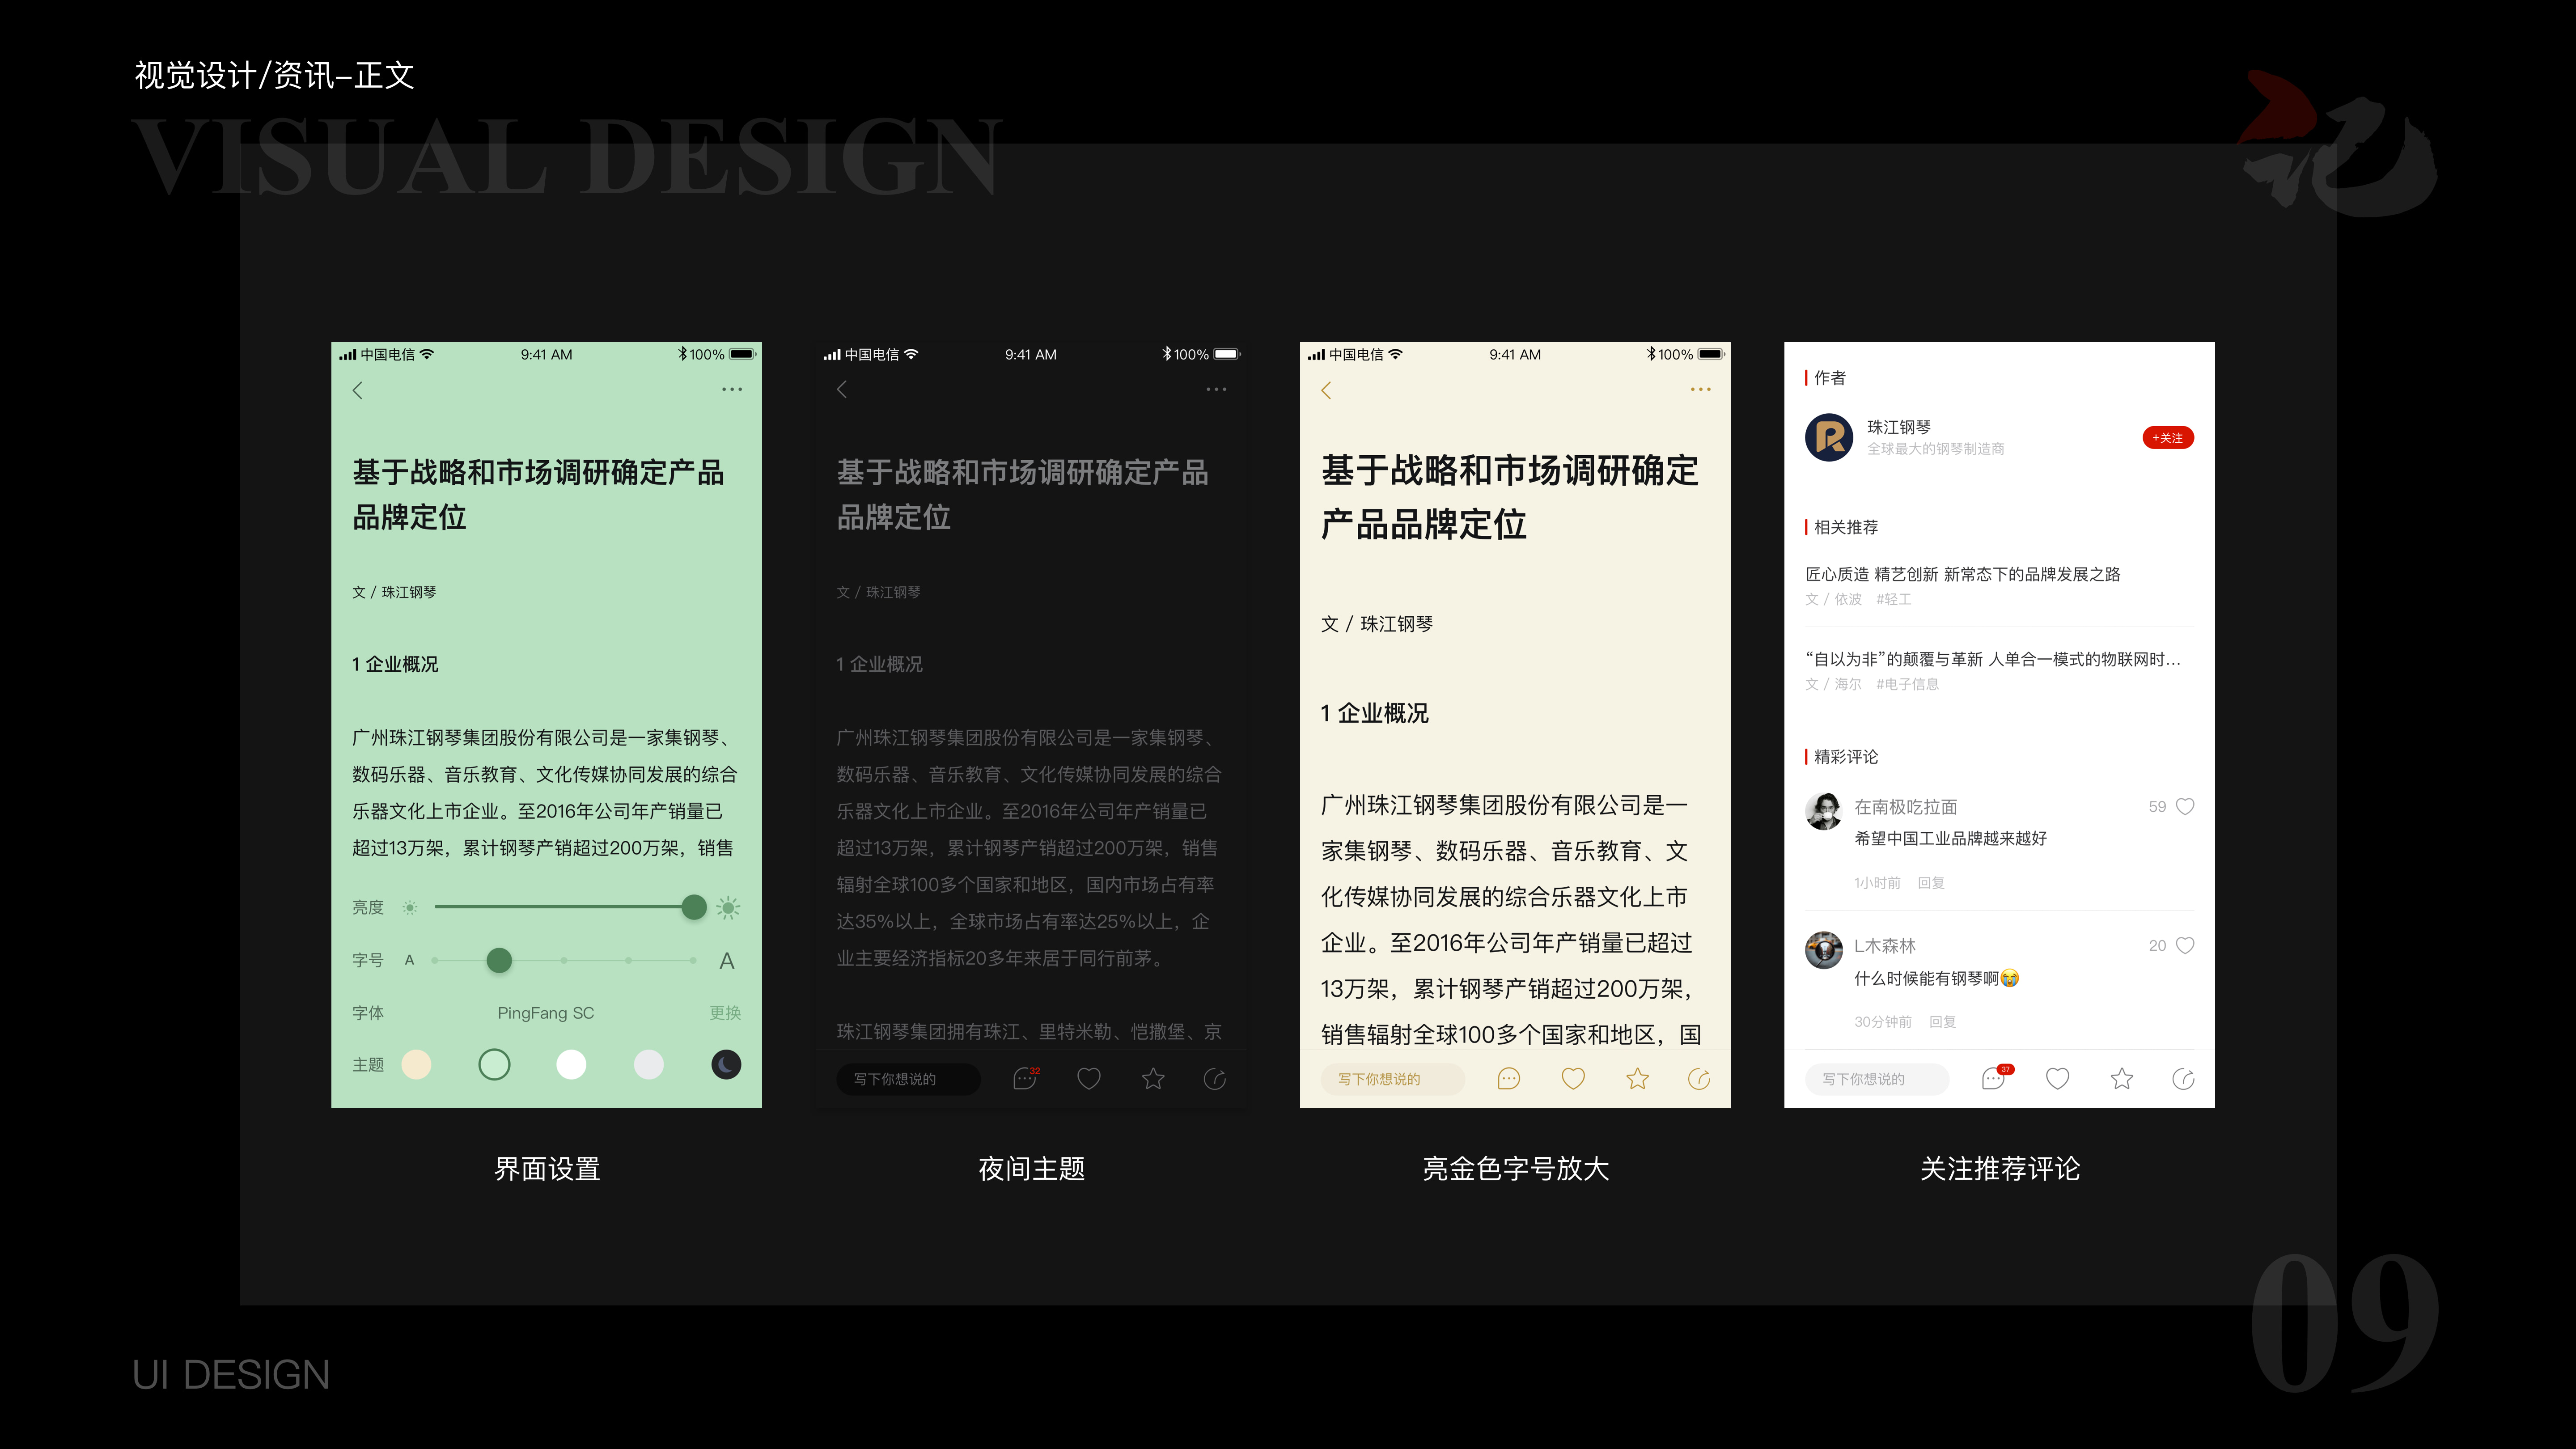 视觉设计/资讯-正文
VISUAL DESIGN
记
中国电信
9:41 AM
100%
基于战略和市场调研确定产品
品牌定位
文 / 珠江钢琴
1 企业概况
广州珠江钢琴集团股份有限公司是一家集钢琴、
数码乐器、音乐教育、文化传媒协同发展的综合
乐器文化上市企业。至2016年公司年产销量已
超过13万架，累计钢琴产销超过200万架，销售
亮度
字号 A A
字体 PingFang SC 更换
主题
界面设置
中国电信
9:41 AM
100%
基于战略和市场调研确定产品
品牌定位
文 / 珠江钢琴
1 企业概况
广州珠江钢琴集团股份有限公司是一家集钢琴、
数码乐器、音乐教育、文化传媒协同发展的综合
乐器文化上市企业。至2016年公司年产销量已
超过13万架，累计钢琴产销超过200万架，销售
辐射全球100多个国家和地区，国内市场占有率
达35%以上，全球市场占有率达25%以上，企
业主要经济指标20多年来居于同行前茅。
珠江钢琴集团拥有珠江、里特米勒、恺撒堡、京
写下你想说的 32
夜间主题
中国电信
9:41 AM
100%
基于战略和市场调研确定
产品品牌定位
文 / 珠江钢琴
1 企业概况
广州珠江钢琴集团股份有限公司是一
家集钢琴、数码乐器、音乐教育、文
化传媒协同发展的综合乐器文化上市
企业。至2016年公司年产销量已超过
13万架，累计钢琴产销超过200万架，
销售辐射全球100多个国家和地区，国
写下你想说的
亮金色字号放大
作者
珠江钢琴
全球最大的钢琴制造商
+关注
相关推荐
匠心质造 精艺创新 新常态下的品牌发展之路
文 / 依波 #轻工
“自以为非”的颠覆与革新 人单合一模式的物联网时...
文 / 海尔 #电子信息
精彩评论
在南极吃拉面 59
希望中国工业品牌越来越好
1小时前 回复
L木森林 20
什么时候能有钢琴啊😭
30分钟前 回复
写下你想说的 37
关注推荐评论
UI DESIGN
09